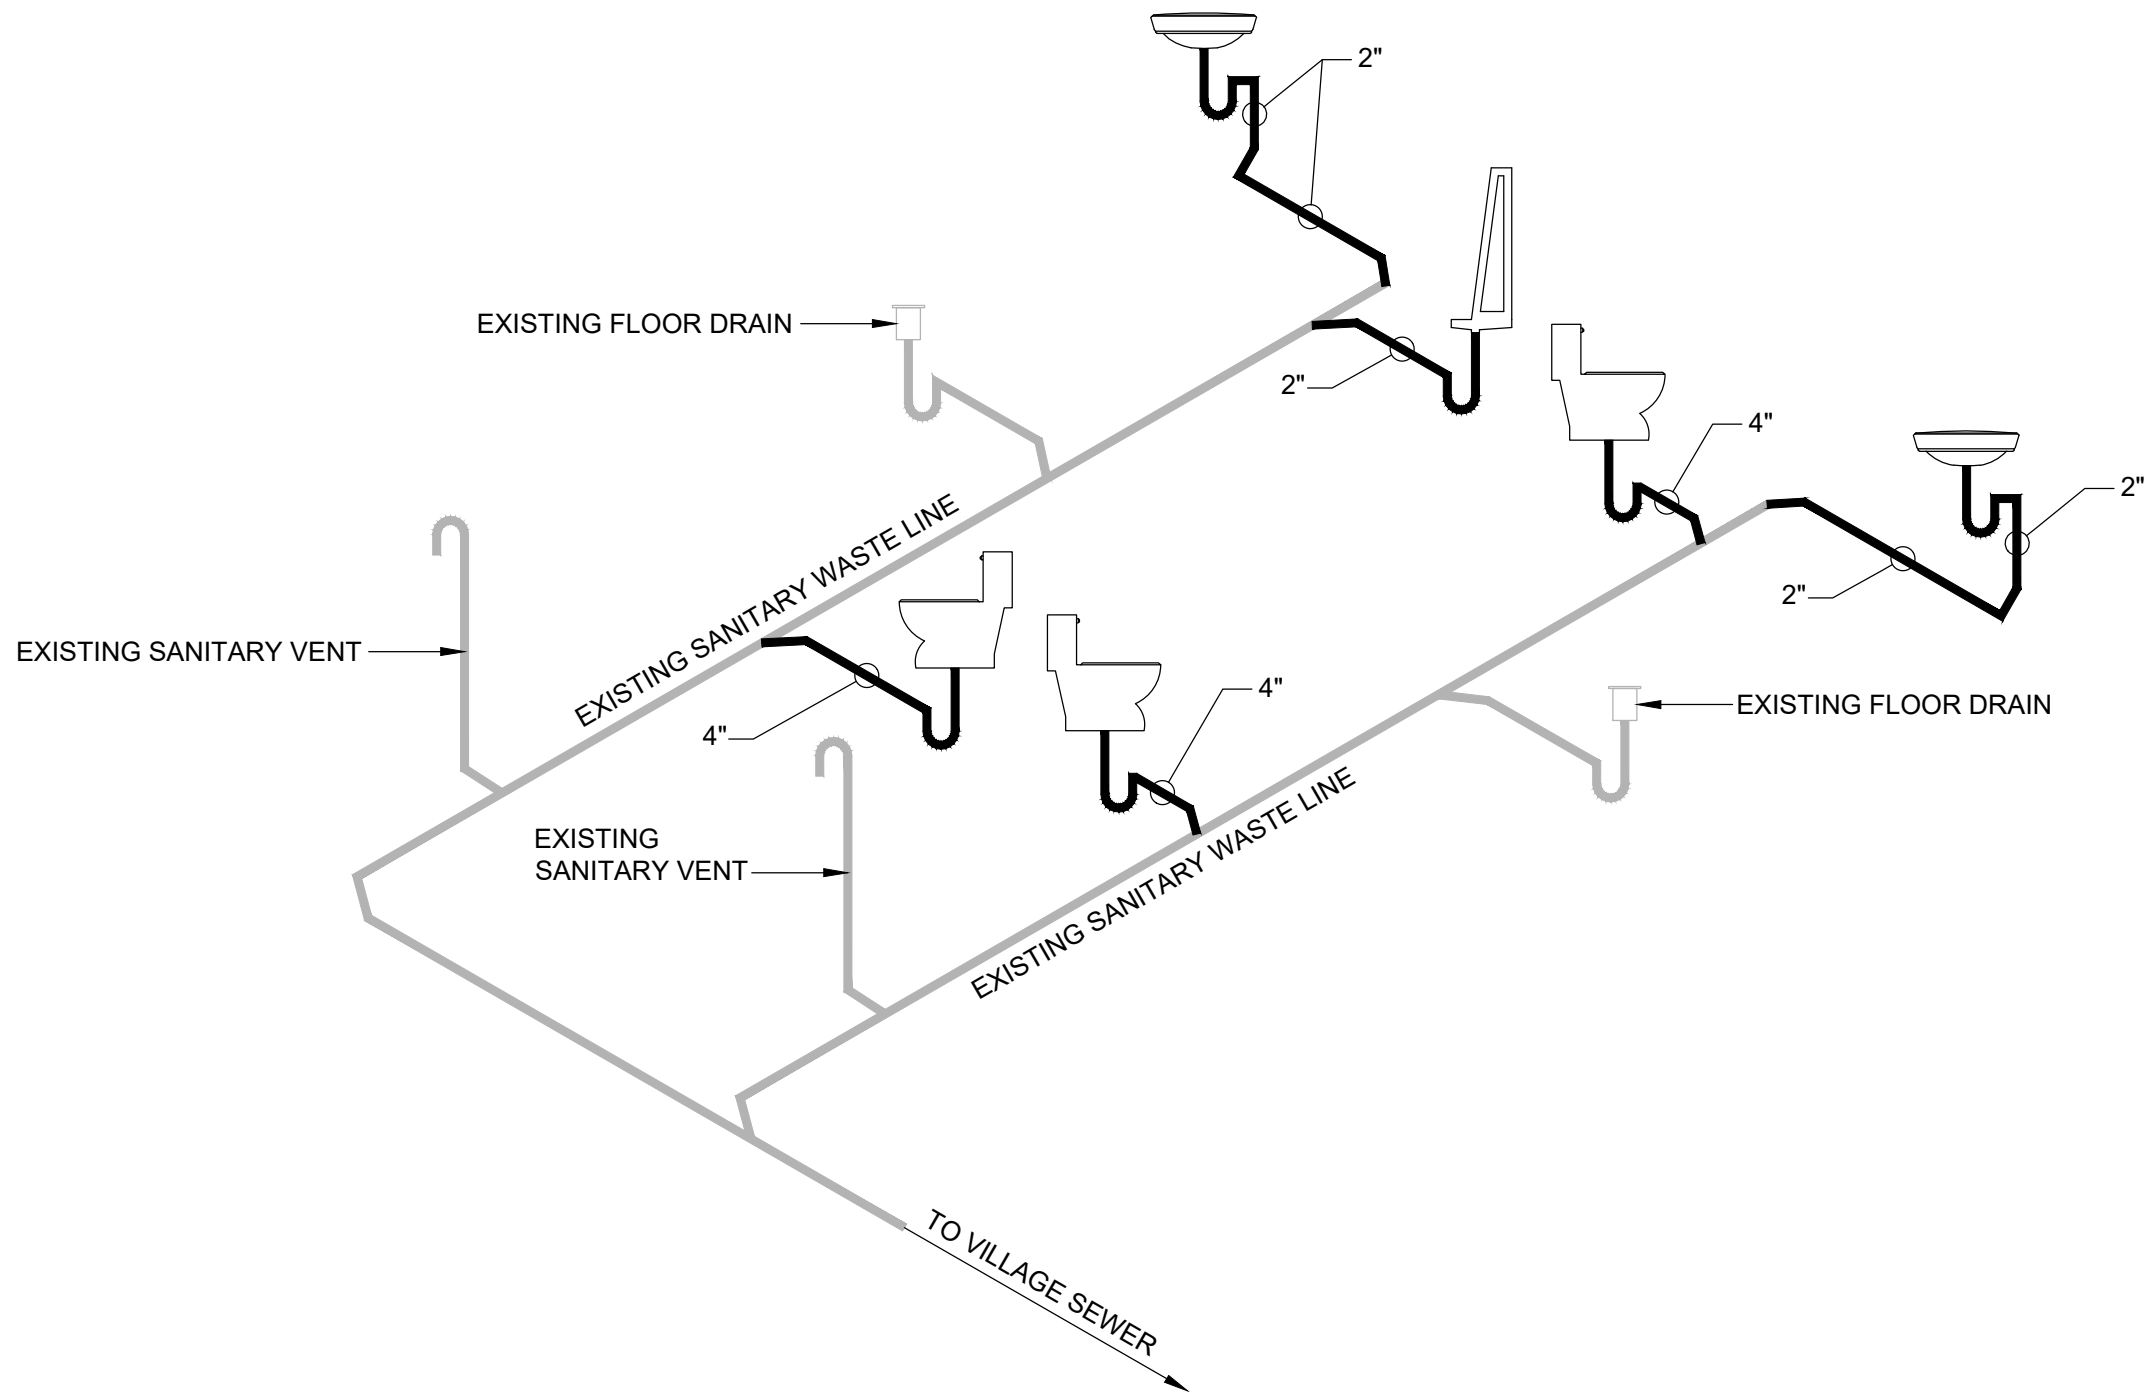 2"
EXISTING FLOOR DRAIN
2"
4"
2"
EXISTING SANITARY WASTE LINE
2"
EXISTING SANITARY VENT
4"
4"
EXISTING FLOOR DRAIN
EXISTING SANITARY WASTE LINE
EXISTING
SANITARY VENT
TO VILLAGE SEWER